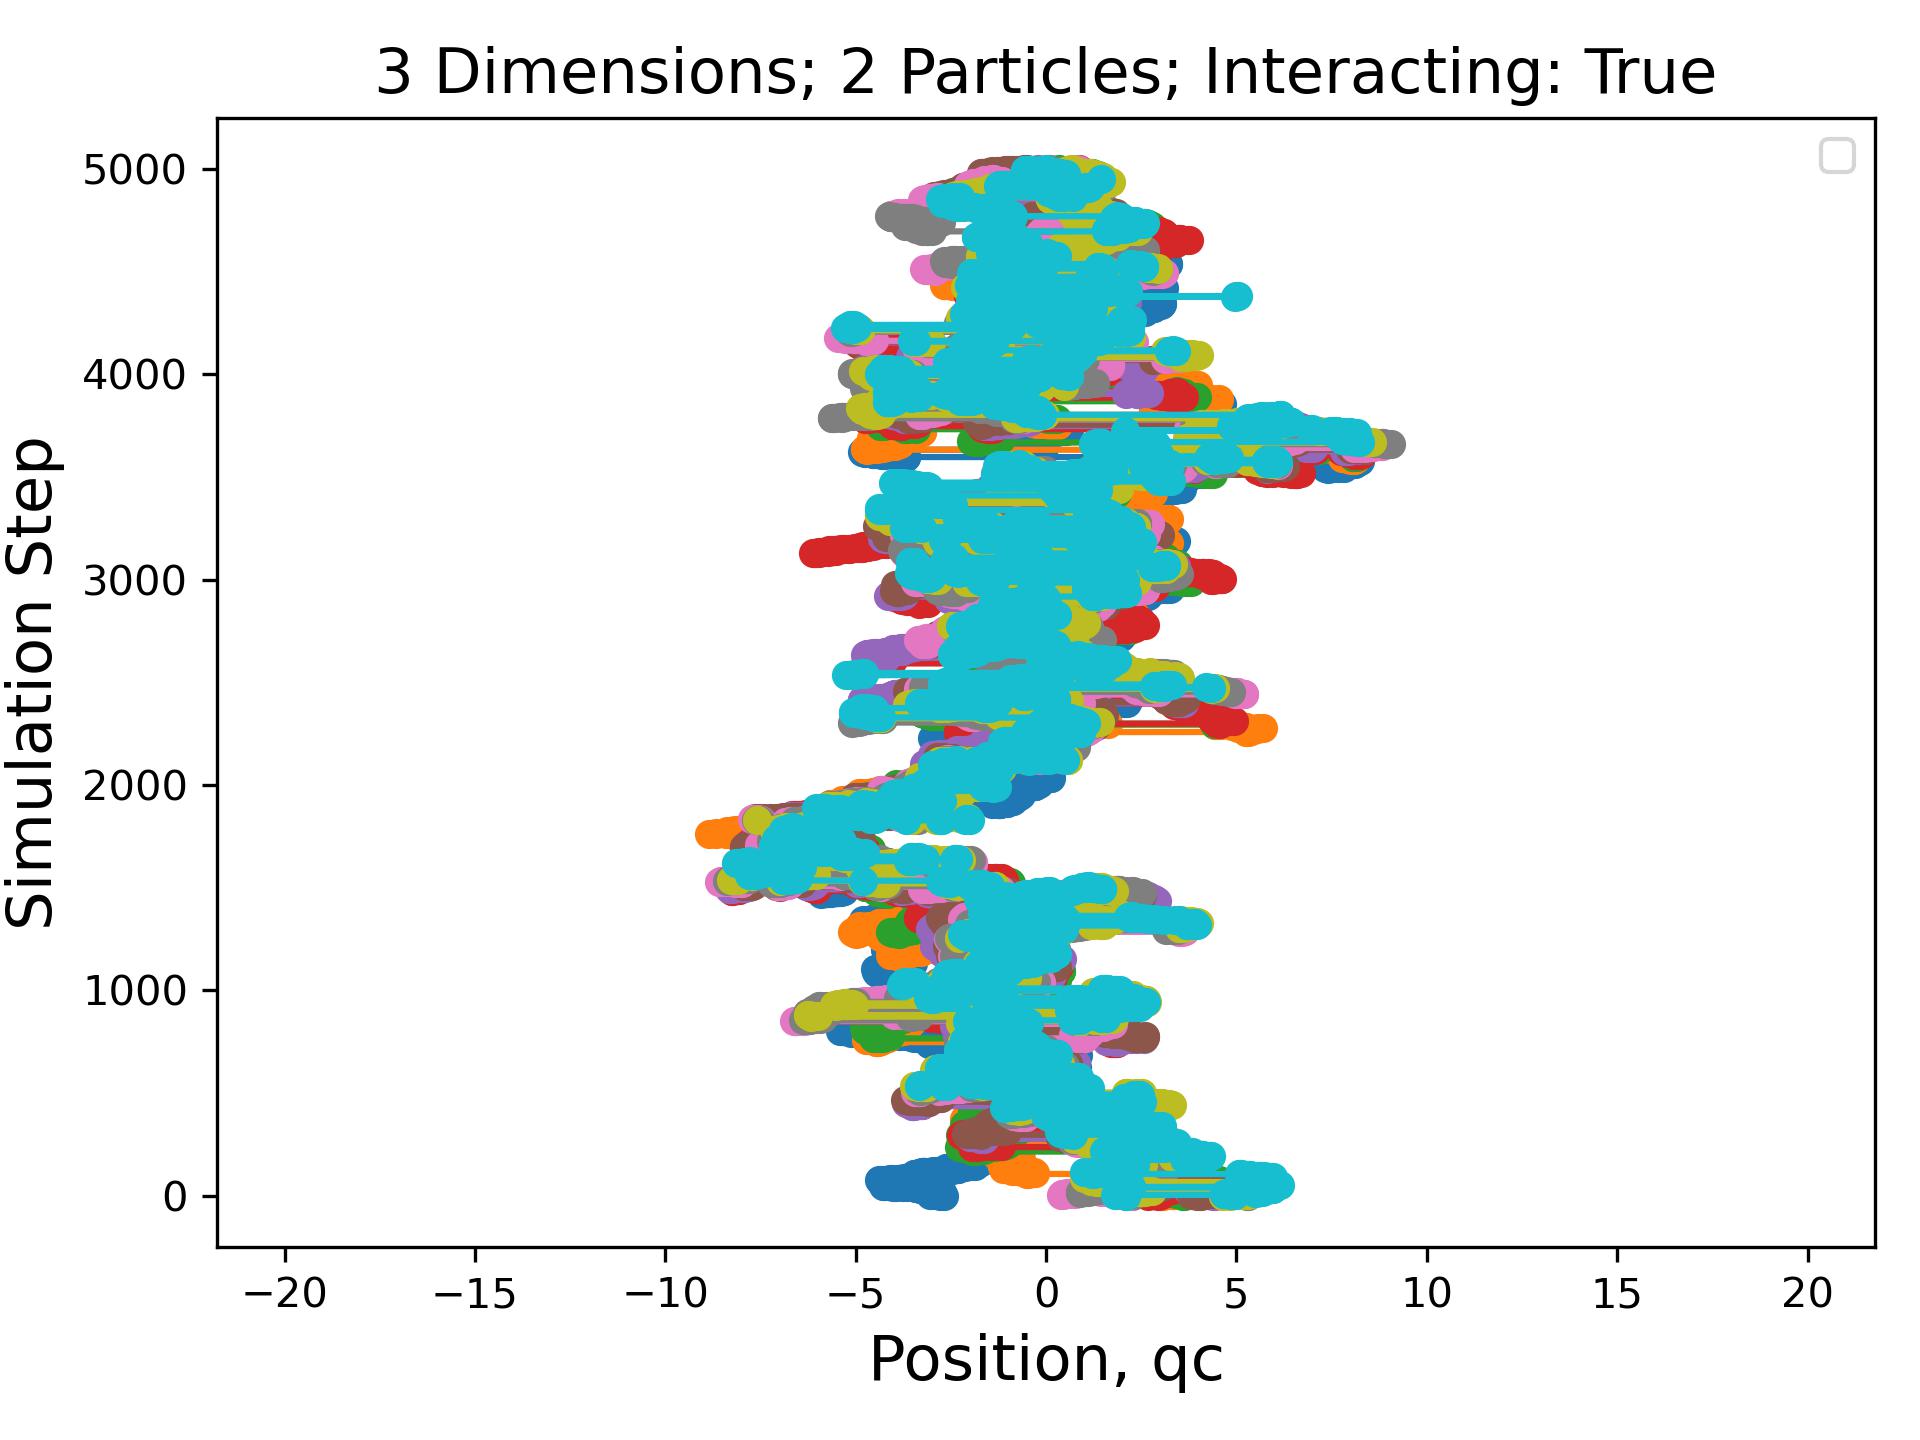 3 Dimensions; 2 Particles; Interacting: True
Simulation Step
5000
4000
3000
2000
1000
0
−20 −15 −10 −5 0 5 10 15 20
Position, qc